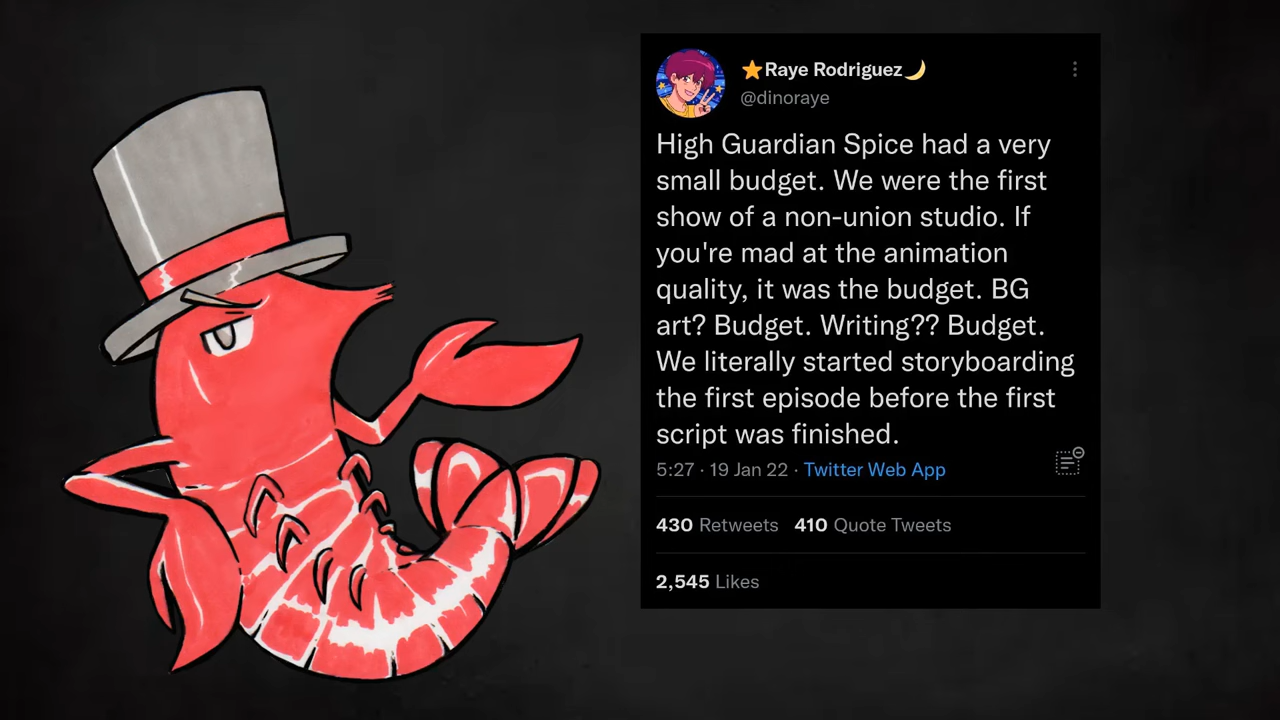 ⭐Raye Rodriguez🌙
@dinoraye
High Guardian Spice had a very
small budget. We were the first
show of a non-union studio. If
you're mad at the animation
quality, it was the budget. BG
art? Budget. Writing?? Budget.
We literally started storyboarding
the first episode before the first
script was finished.
5:27 · 19 Jan 22 · Twitter Web App
430 Retweets 410 Quote Tweets
2,545 Likes